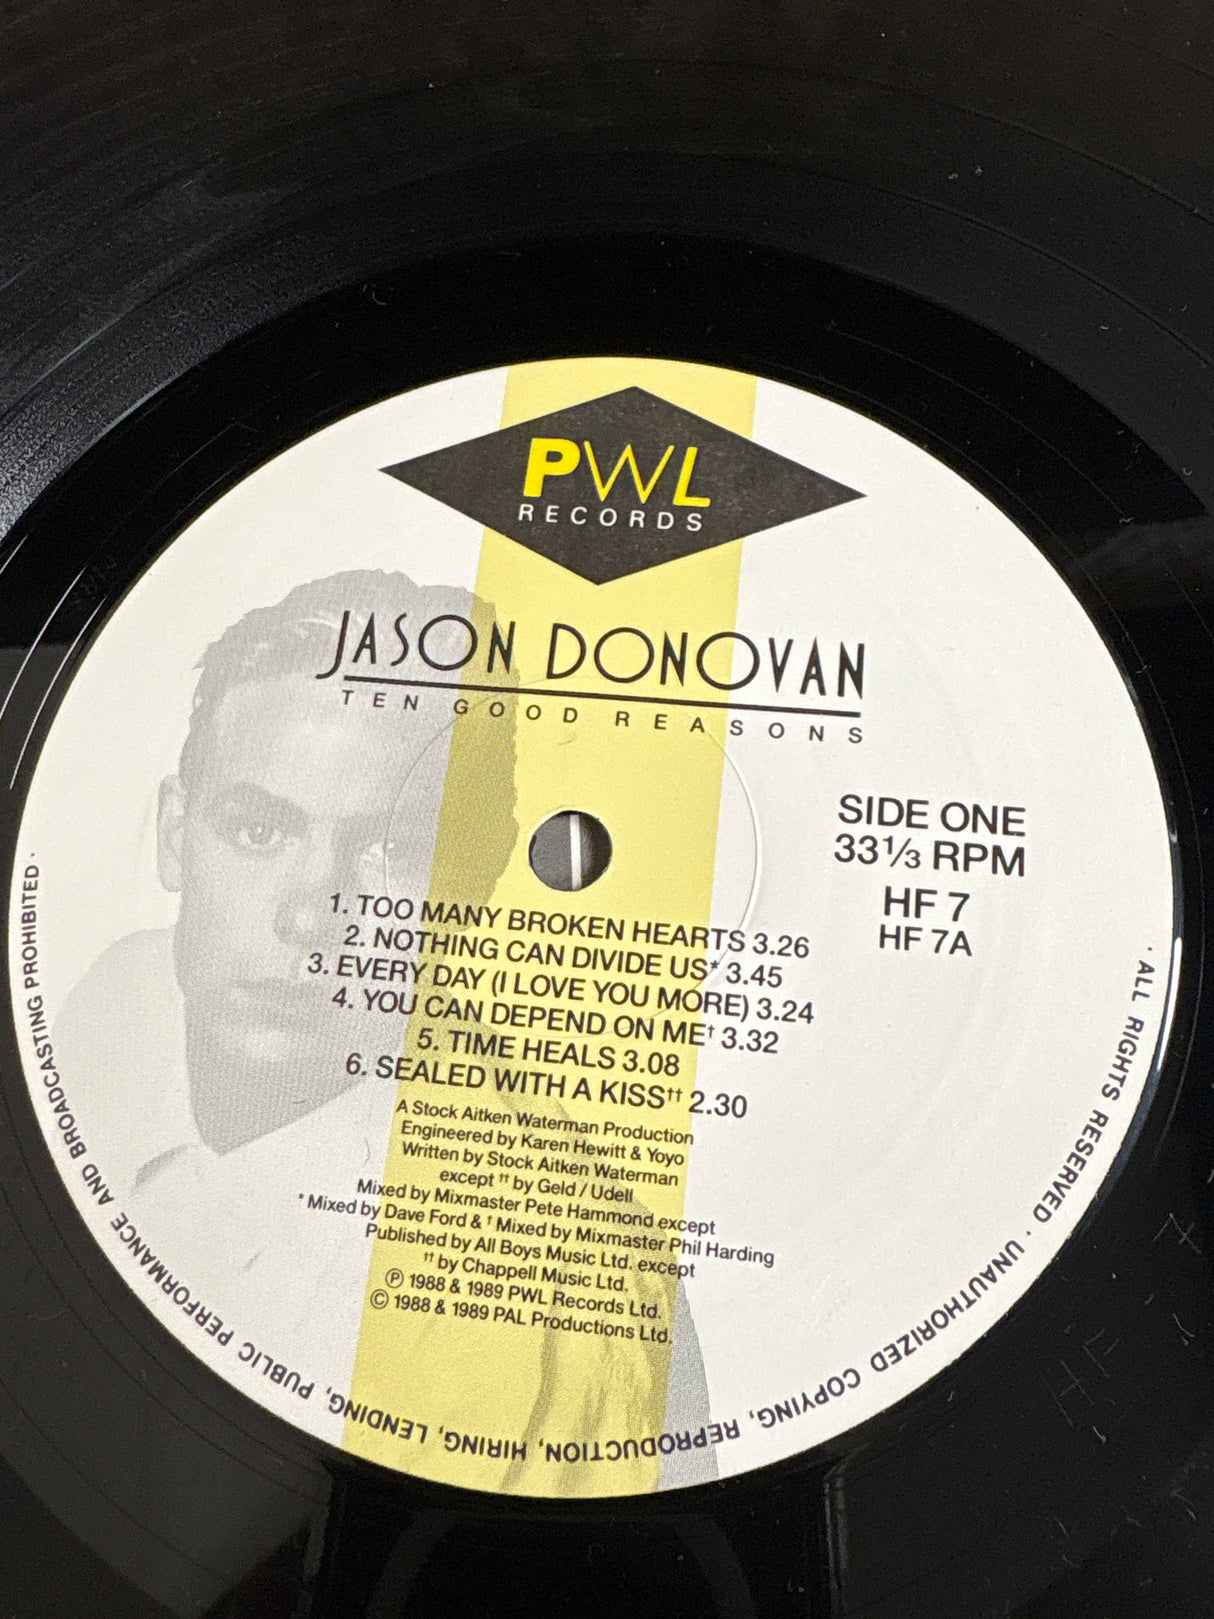 PWL
RECORDS
JASON DONOVAN
TEN GOOD REASONS
SIDE ONE
33⅓ RPM
HF 7
HF 7A
1. TOO MANY BROKEN HEARTS 3.26
2. NOTHING CAN DIVIDE US* 3.45
3. EVERY DAY (I LOVE YOU MORE) 3.24
4. YOU CAN DEPEND ON ME† 3.32
5. TIME HEALS 3.08
6. SEALED WITH A KISS†† 2.30
A Stock Aitken Waterman Production
Engineered by Karen Hewitt & Yoyo
Written by Stock Aitken Waterman
except †† by Geld / Udell
Mixed by Mixmaster Pete Hammond except
* Mixed by Dave Ford & † Mixed by Mixmaster Phil Harding
Published by All Boys Music Ltd. except
†† by Chappell Music Ltd.
Ⓟ 1988 & 1989 PWL Records Ltd.
© 1988 & 1989 PAL Productions Ltd.
· ALL RIGHTS RESERVED · UNAUTHORIZED COPYING, REPRODUCTION, HIRING, LENDING, PUBLIC PERFORMANCE AND BROADCASTING PROHIBITED ·